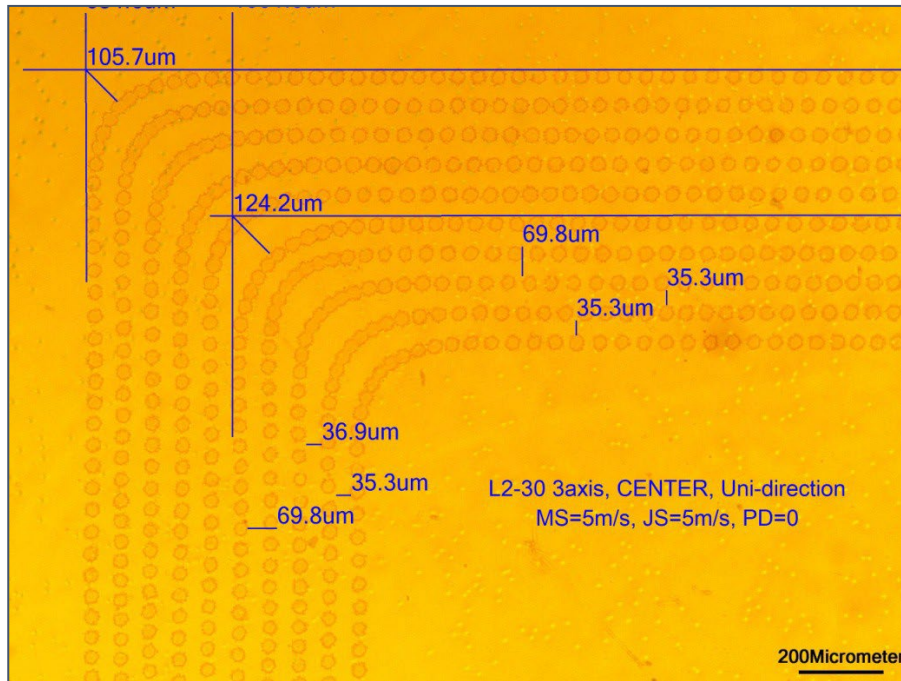 105.7um
124.2um
69.8um
35.3um
35.3um
36.9um
35.3um
69.8um
L2-30 3axis, CENTER, Uni-direction
MS=5m/s, JS=5m/s, PD=0
200Micrometer